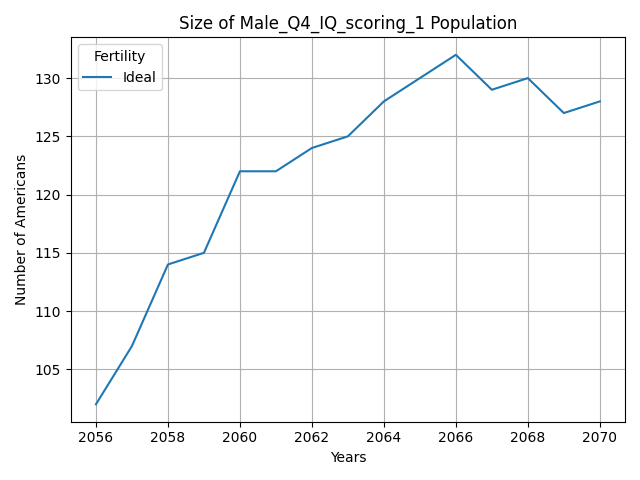 Size of Male_Q4_IQ_scoring_1 Population
Fertility
Ideal
Number of Americans
130
125
120
115
110
105
2056 2058 2060 2062 2064 2066 2068 2070
Years